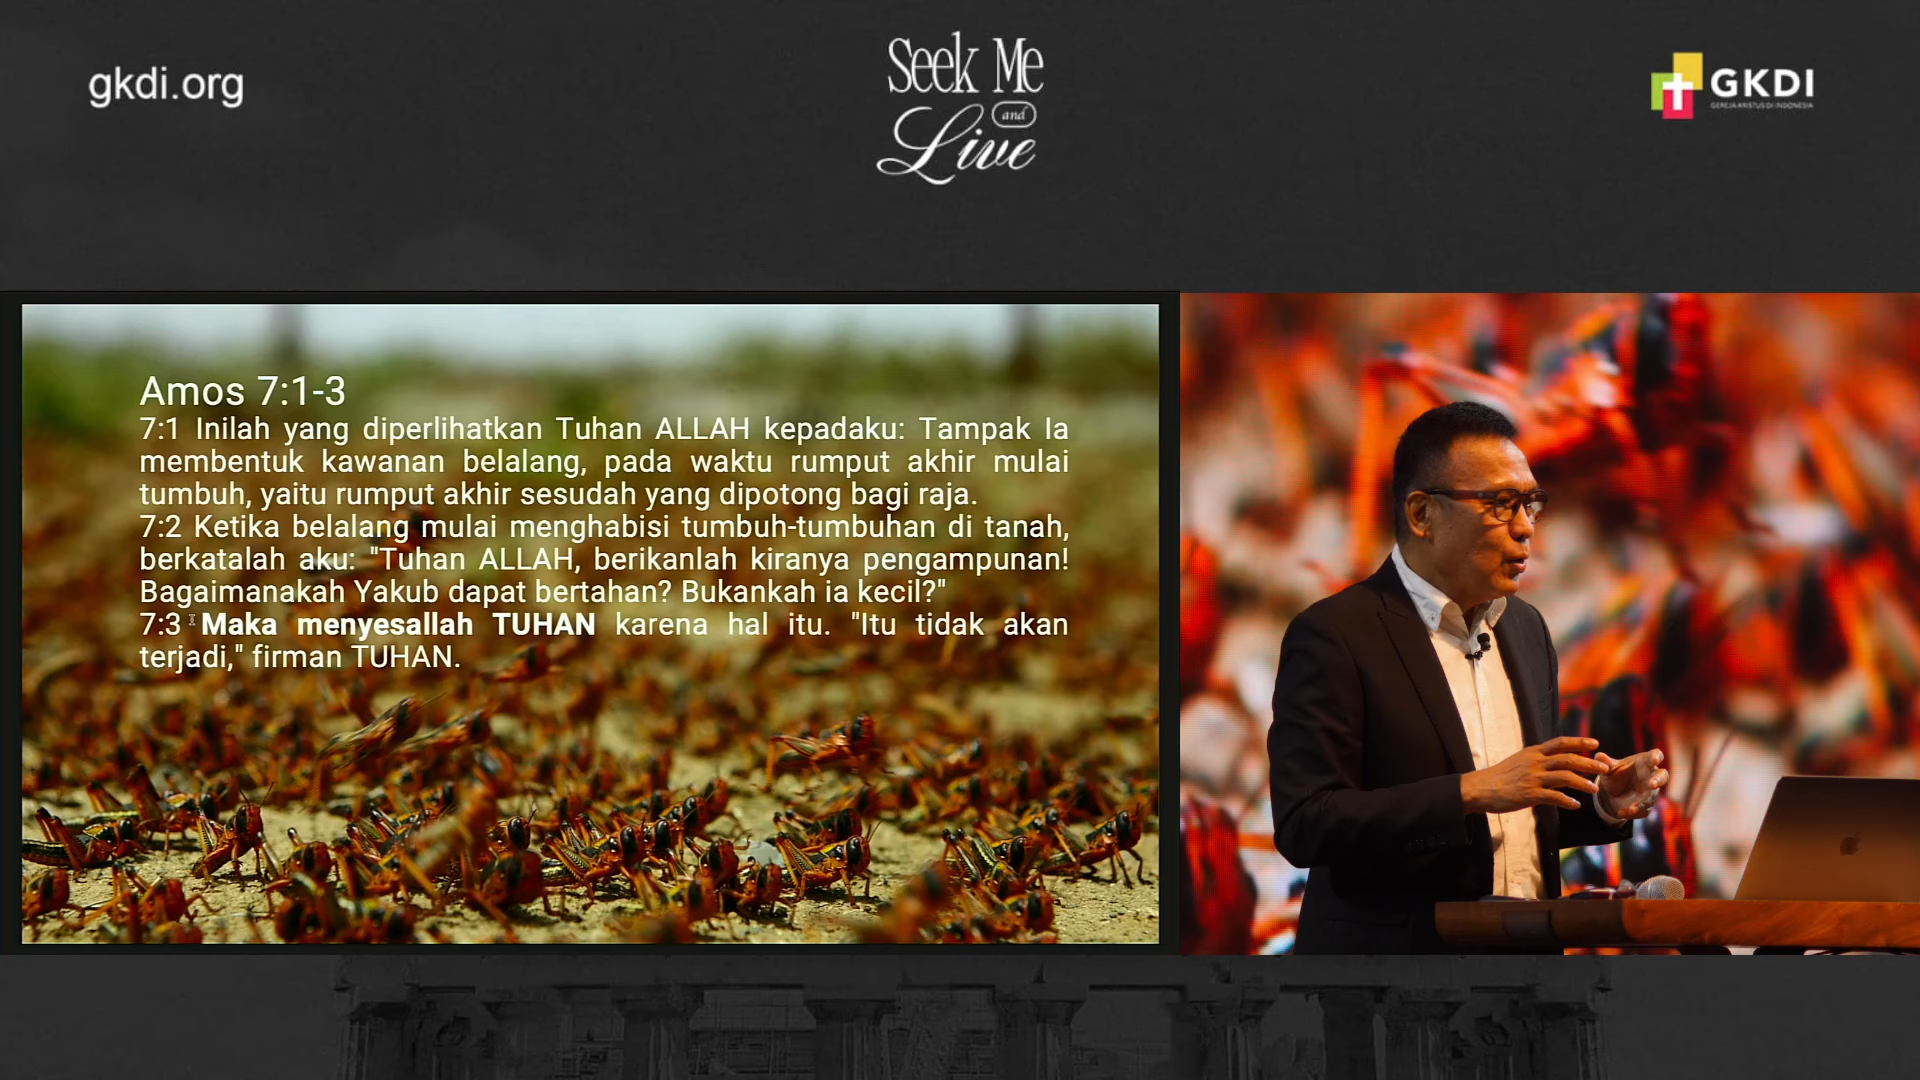 gkdi.org
Seek Me
and
Live
GKDI
GEREJA KRISTUS DI INDONESIA
Amos 7:1-3
7:1 Inilah yang diperlihatkan Tuhan ALLAH kepadaku: Tampak Ia
membentuk kawanan belalang, pada waktu rumput akhir mulai
tumbuh, yaitu rumput akhir sesudah yang dipotong bagi raja.
7:2 Ketika belalang mulai menghabisi tumbuh-tumbuhan di tanah,
berkatalah aku: "Tuhan ALLAH, berikanlah kiranya pengampunan!
Bagaimanakah Yakub dapat bertahan? Bukankah ia kecil?"
7:3 Maka menyesallah TUHAN karena hal itu. "Itu tidak akan
terjadi," firman TUHAN.